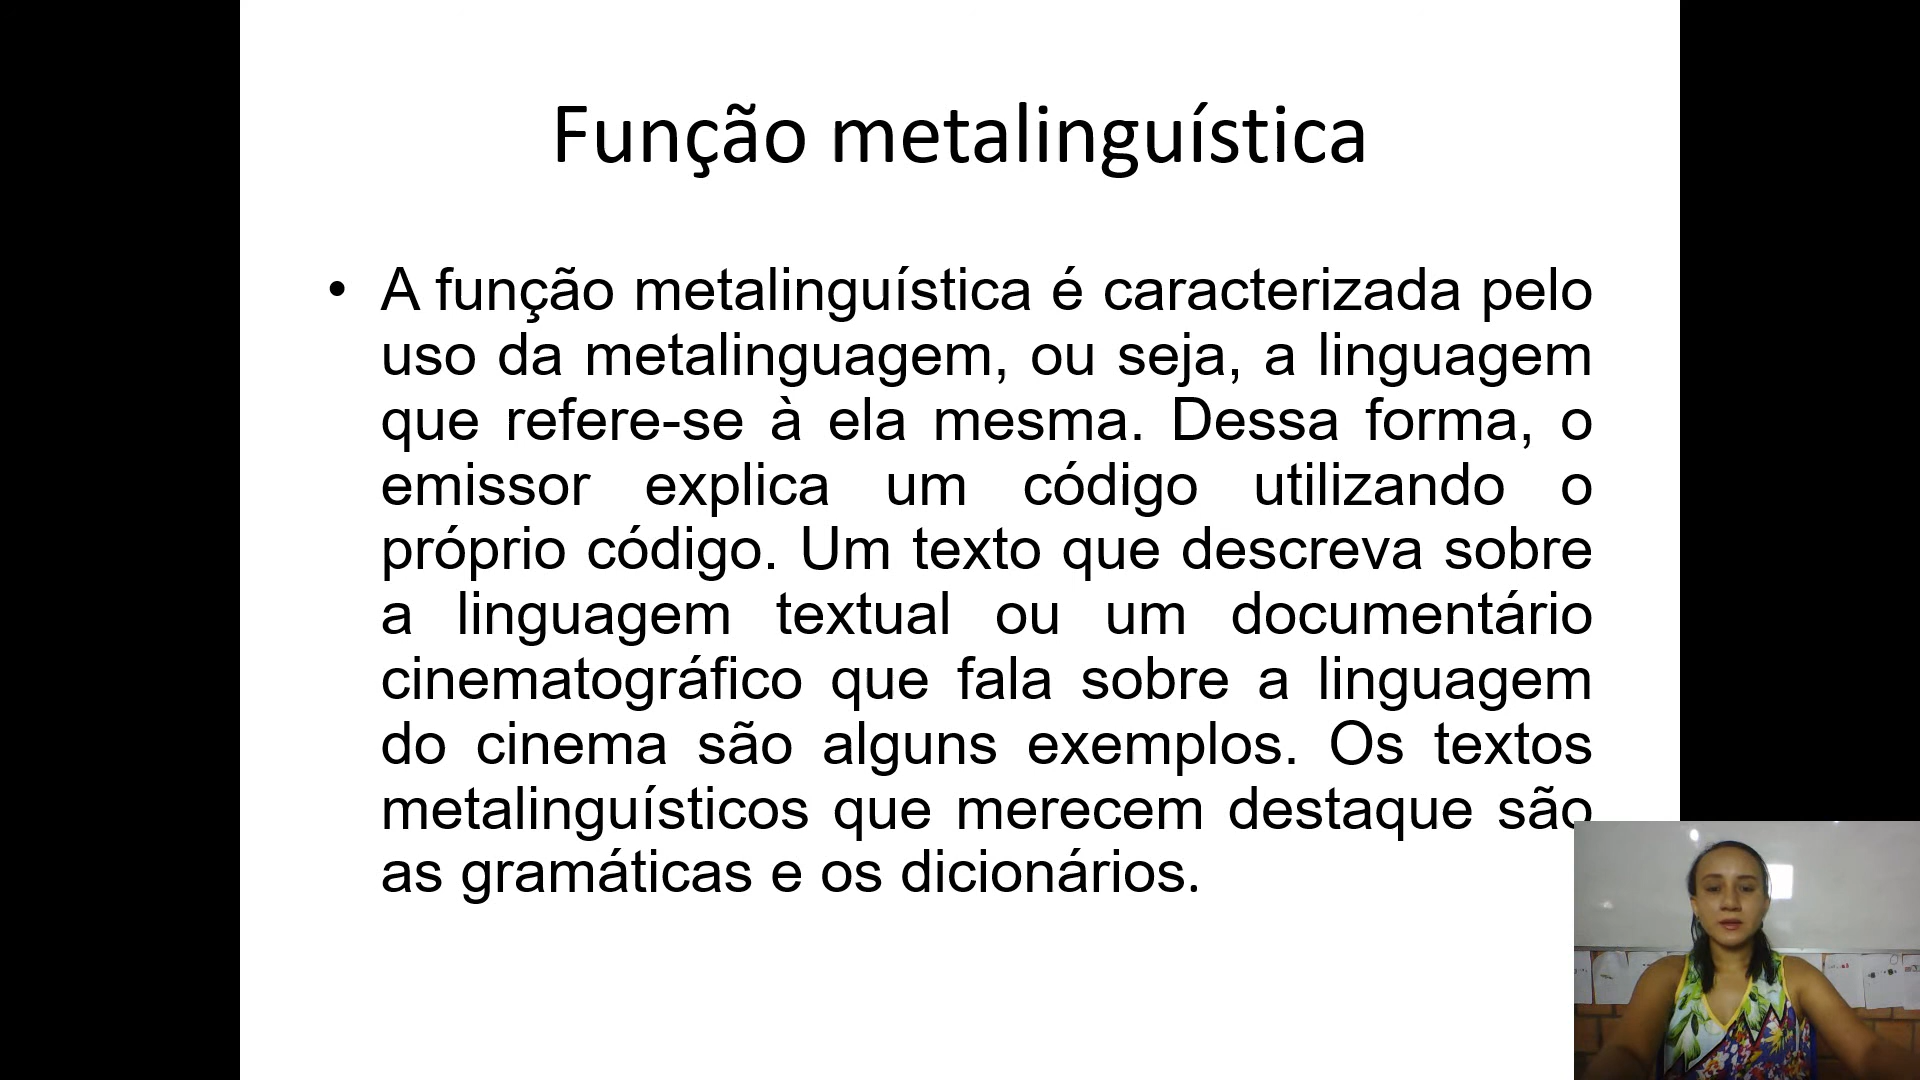 Função metalinguística
• A função metalinguística é caracterizada pelo
uso da metalinguagem, ou seja, a linguagem
que refere-se à ela mesma. Dessa forma, o
emissor explica um código utilizando o
próprio código. Um texto que descreva sobre
a linguagem textual ou um documentário
cinematográfico que fala sobre a linguagem
do cinema são alguns exemplos. Os textos
metalinguísticos que merecem destaque são
as gramáticas e os dicionários.